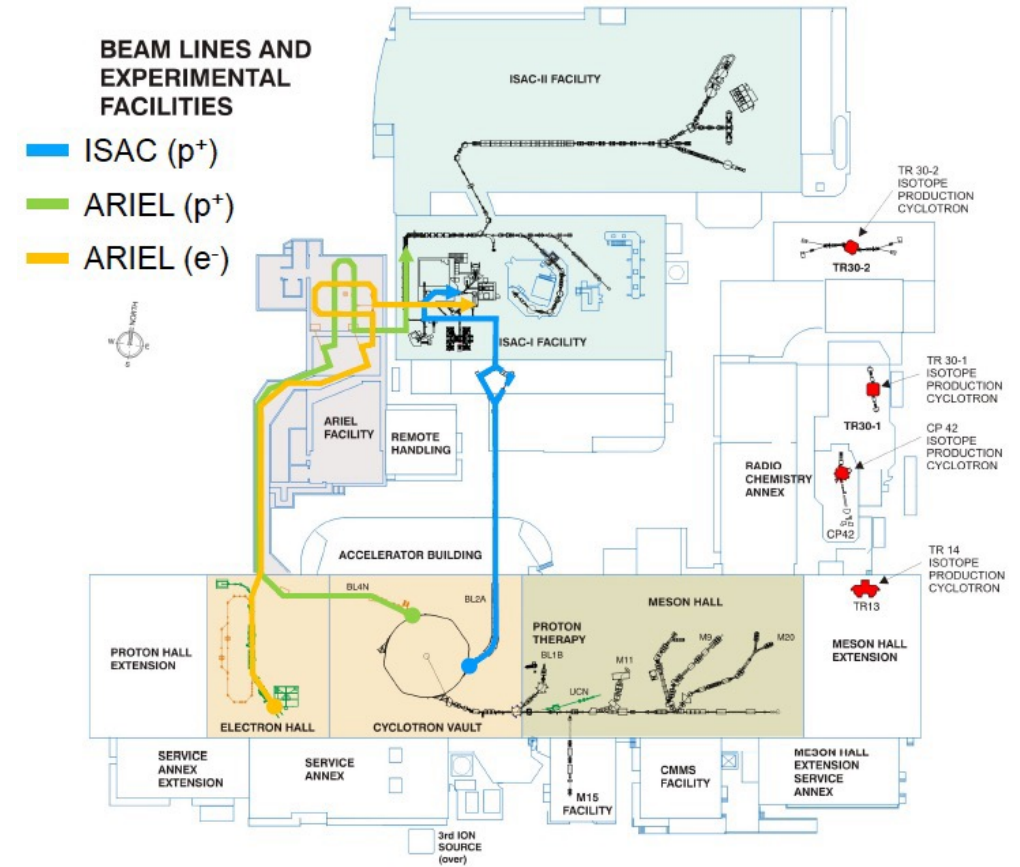 BEAM LINES AND
EXPERIMENTAL
FACILITIES
ISAC (p⁺)
ARIEL (p⁺)
ARIEL (e⁻)
ISAC-II FACILITY
TR 30-2
ISOTOPE
PRODUCTION
CYCLOTRON
TR30-2
N
W
E
S
ISAC-I FACILITY
TR 30-1
ISOTOPE
PRODUCTION
CYCLOTRON
TR30-1
ARIEL
FACILITY
REMOTE
HANDLING
CP 42
ISOTOPE
PRODUCTION
CYCLOTRON
RADIO
CHEMISTRY
ANNEX
CP42
ACCELERATOR BUILDING
TR 14
ISOTOPE
PRODUCTION
CYCLOTRON
TR13
BL4N
BL2A
MESON HALL
PROTON HALL
EXTENSION
PROTON
THERAPY
BL1B
M11
M9
M20
UCN
MESON HALL
EXTENSION
ELECTRON HALL
CYCLOTRON VAULT
SERVICE
ANNEX
EXTENSION
SERVICE
ANNEX
M15
FACILITY
CMMS
FACILITY
MESON HALL
EXTENSION
SERVICE
ANNEX
3rd ION
SOURCE
(over)